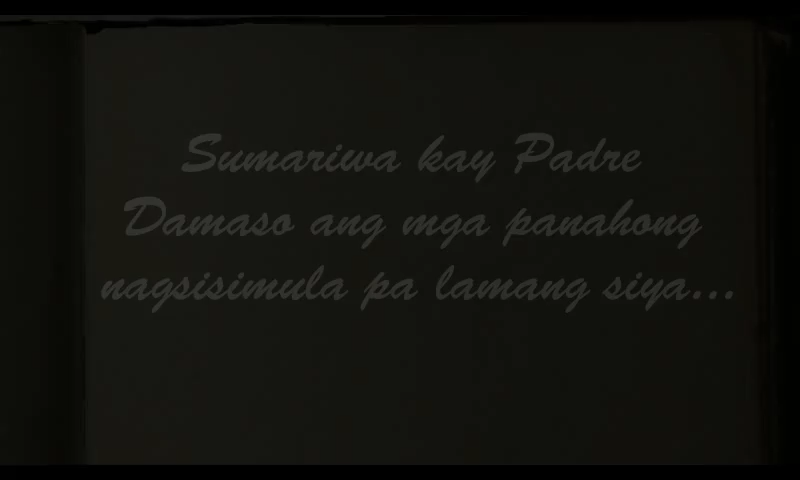 Sumariwa kay Padre
Damaso ang mga panahong
nagsisimula pa lamang siya...